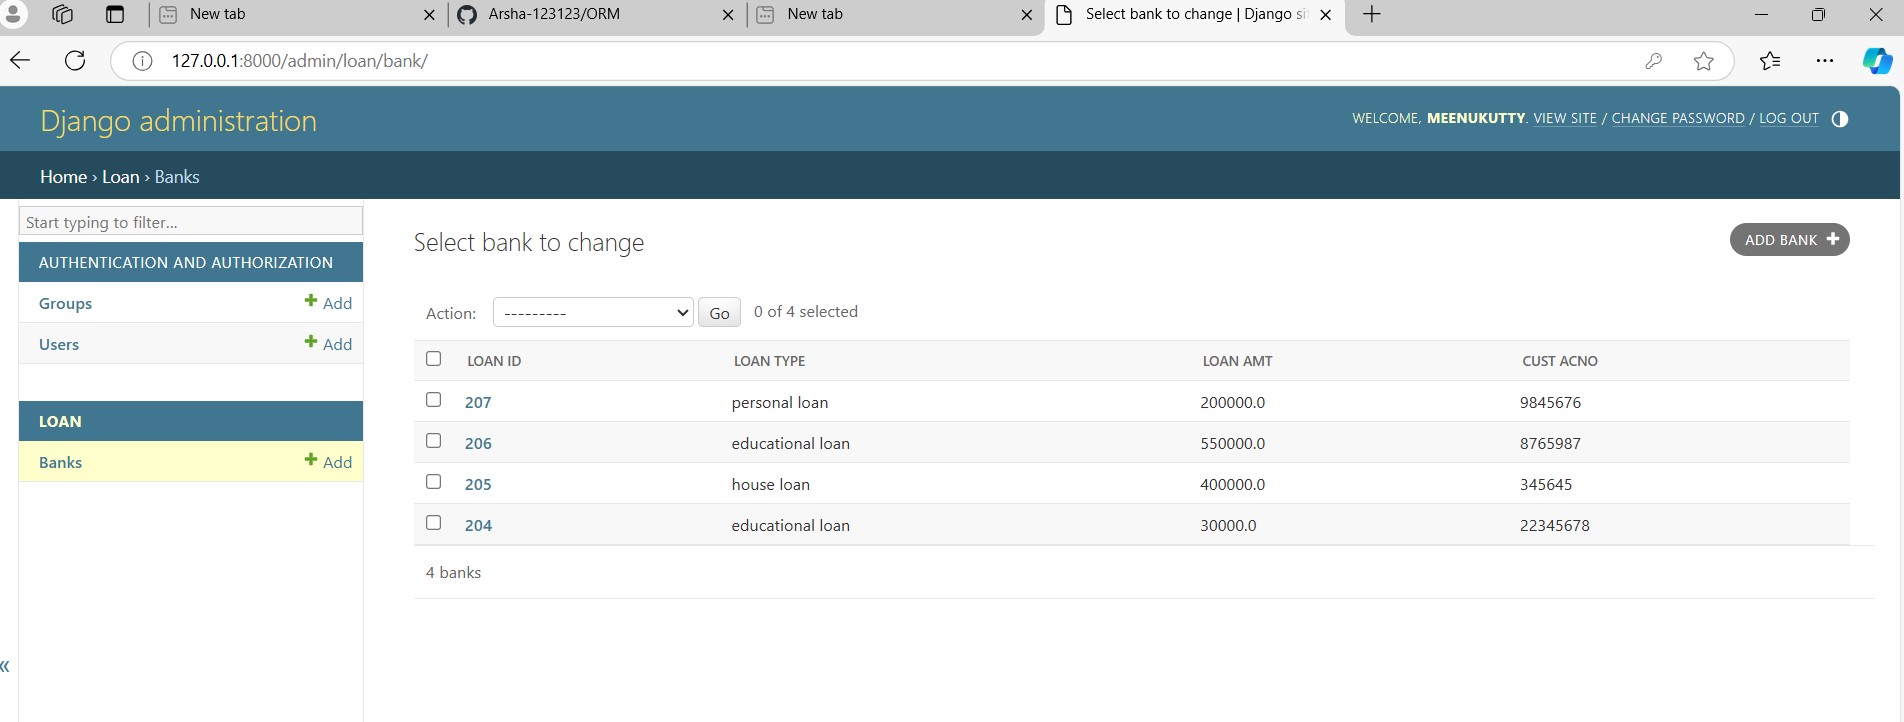 New tab
Arsha-123123/ORM
New tab
Select bank to change | Django si
127.0.0.1:8000/admin/loan/bank/
Django administration
WELCOME, MEENUKUTTY. VIEW SITE / CHANGE PASSWORD / LOG OUT
Home › Loan › Banks
Start typing to filter...
AUTHENTICATION AND AUTHORIZATION
Groups + Add
Users + Add
LOAN
Banks + Add
Select bank to change
ADD BANK +
Action: --------- Go 0 of 4 selected
LOAN ID LOAN TYPE LOAN AMT CUST ACNO
207 personal loan 200000.0 9845676
206 educational loan 550000.0 8765987
205 house loan 400000.0 345645
204 educational loan 30000.0 22345678
4 banks
«